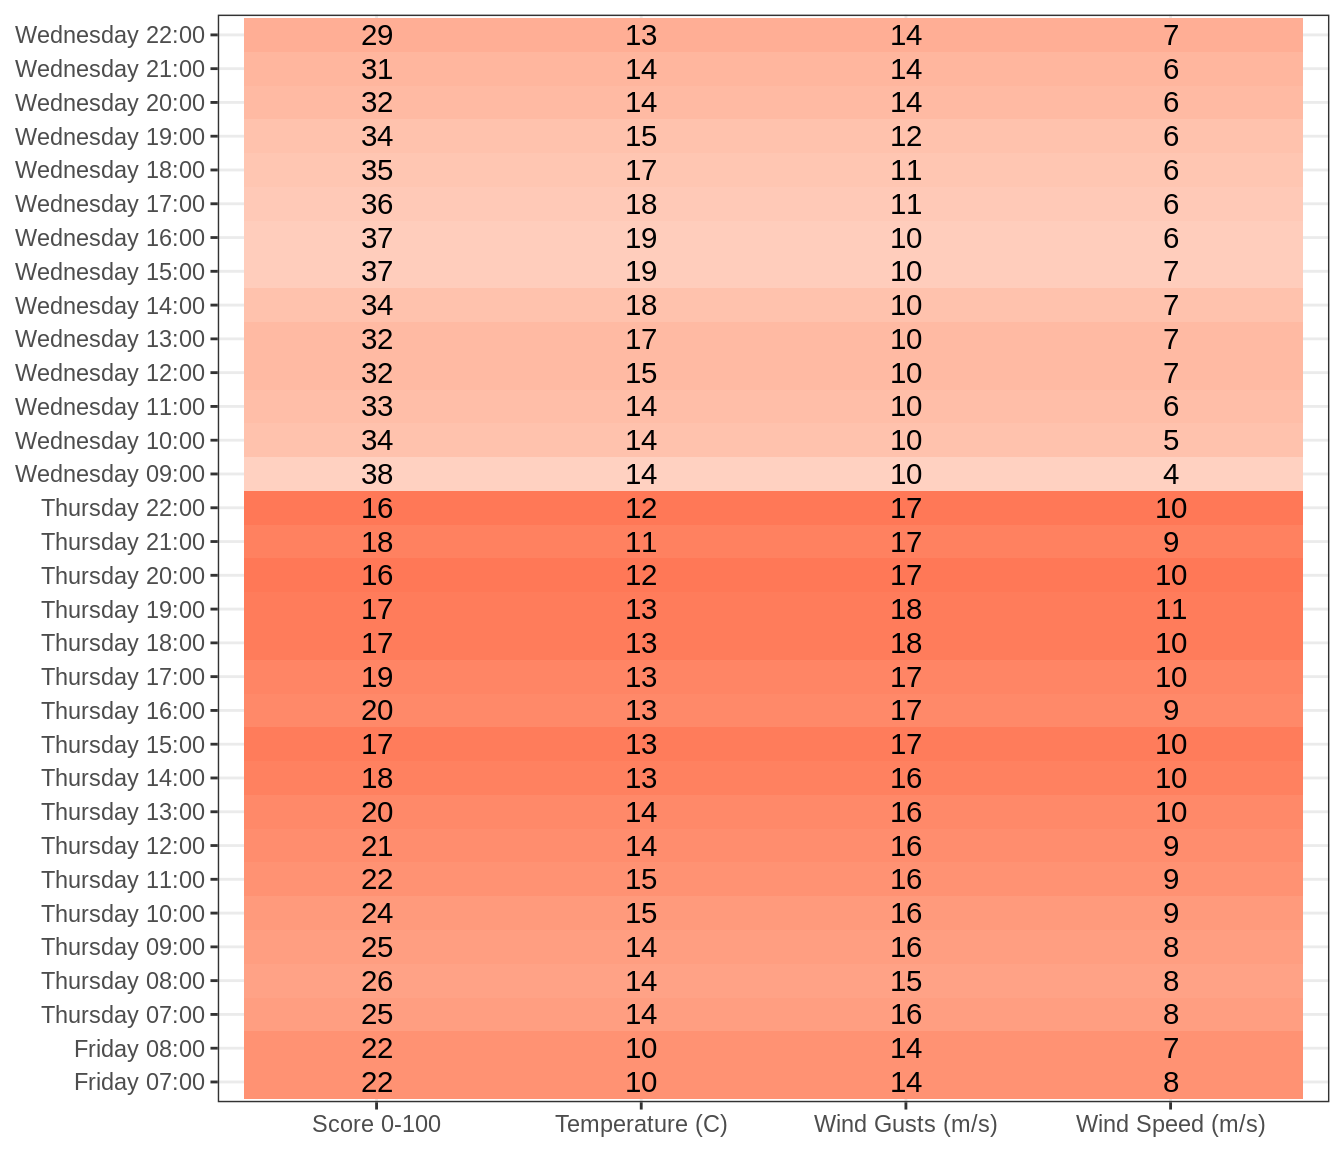 Wednesday 22:00 29 13 14 7
Wednesday 21:00 31 14 14 6
Wednesday 20:00 32 14 14 6
Wednesday 19:00 34 15 12 6
Wednesday 18:00 35 17 11 6
Wednesday 17:00 36 18 11 6
Wednesday 16:00 37 19 10 6
Wednesday 15:00 37 19 10 7
Wednesday 14:00 34 18 10 7
Wednesday 13:00 32 17 10 7
Wednesday 12:00 32 15 10 7
Wednesday 11:00 33 14 10 6
Wednesday 10:00 34 14 10 5
Wednesday 09:00 38 14 10 4
Thursday 22:00 16 12 17 10
Thursday 21:00 18 11 17 9
Thursday 20:00 16 12 17 10
Thursday 19:00 17 13 18 11
Thursday 18:00 17 13 18 10
Thursday 17:00 19 13 17 10
Thursday 16:00 20 13 17 9
Thursday 15:00 17 13 17 10
Thursday 14:00 18 13 16 10
Thursday 13:00 20 14 16 10
Thursday 12:00 21 14 16 9
Thursday 11:00 22 15 16 9
Thursday 10:00 24 15 16 9
Thursday 09:00 25 14 16 8
Thursday 08:00 26 14 15 8
Thursday 07:00 25 14 16 8
Friday 08:00 22 10 14 7
Friday 07:00 22 10 14 8
Score 0-100 Temperature (C) Wind Gusts (m/s) Wind Speed (m/s)